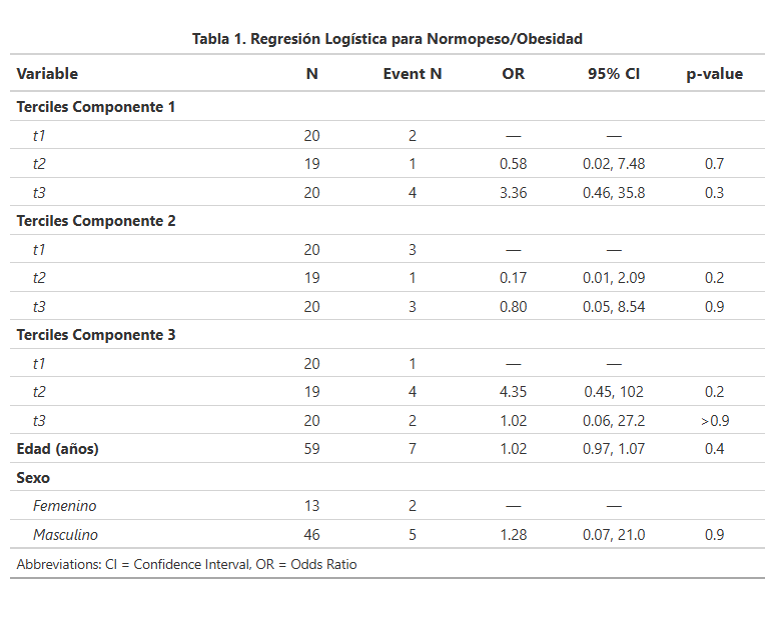 Tabla 1. Regresión Logística para Normopeso/Obesidad
Variable N Event N OR 95% CI p-value
Terciles Componente 1
t1 20 2 — —
t2 19 1 0.58 0.02, 7.48 0.7
t3 20 4 3.36 0.46, 35.8 0.3
Terciles Componente 2
t1 20 3 — —
t2 19 1 0.17 0.01, 2.09 0.2
t3 20 3 0.80 0.05, 8.54 0.9
Terciles Componente 3
t1 20 1 — —
t2 19 4 4.35 0.45, 102 0.2
t3 20 2 1.02 0.06, 27.2 >0.9
Edad (años) 59 7 1.02 0.97, 1.07 0.4
Sexo
Femenino 13 2 — —
Masculino 46 5 1.28 0.07, 21.0 0.9
Abbreviations: CI = Confidence Interval, OR = Odds Ratio